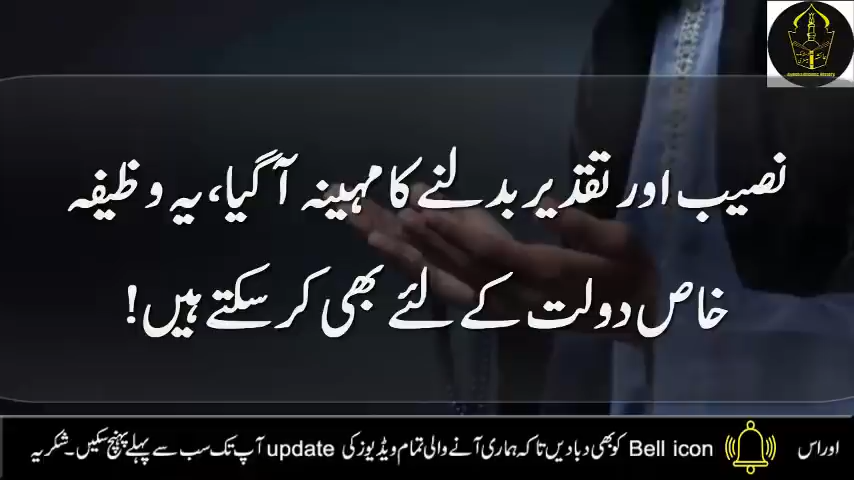 نصیب اور تقدیر بدلنے کا مہینہ آگیا، یہ وظیفہ
خاص دولت کے لئے بھی کر سکتے ہیں!
اور اس Bell icon کو بھی دبا دیں تاکہ ہماری آنے والی تمام ویڈیوز کی update آپ تک سب سے پہلے پہنچ سکیں۔ شکریہ